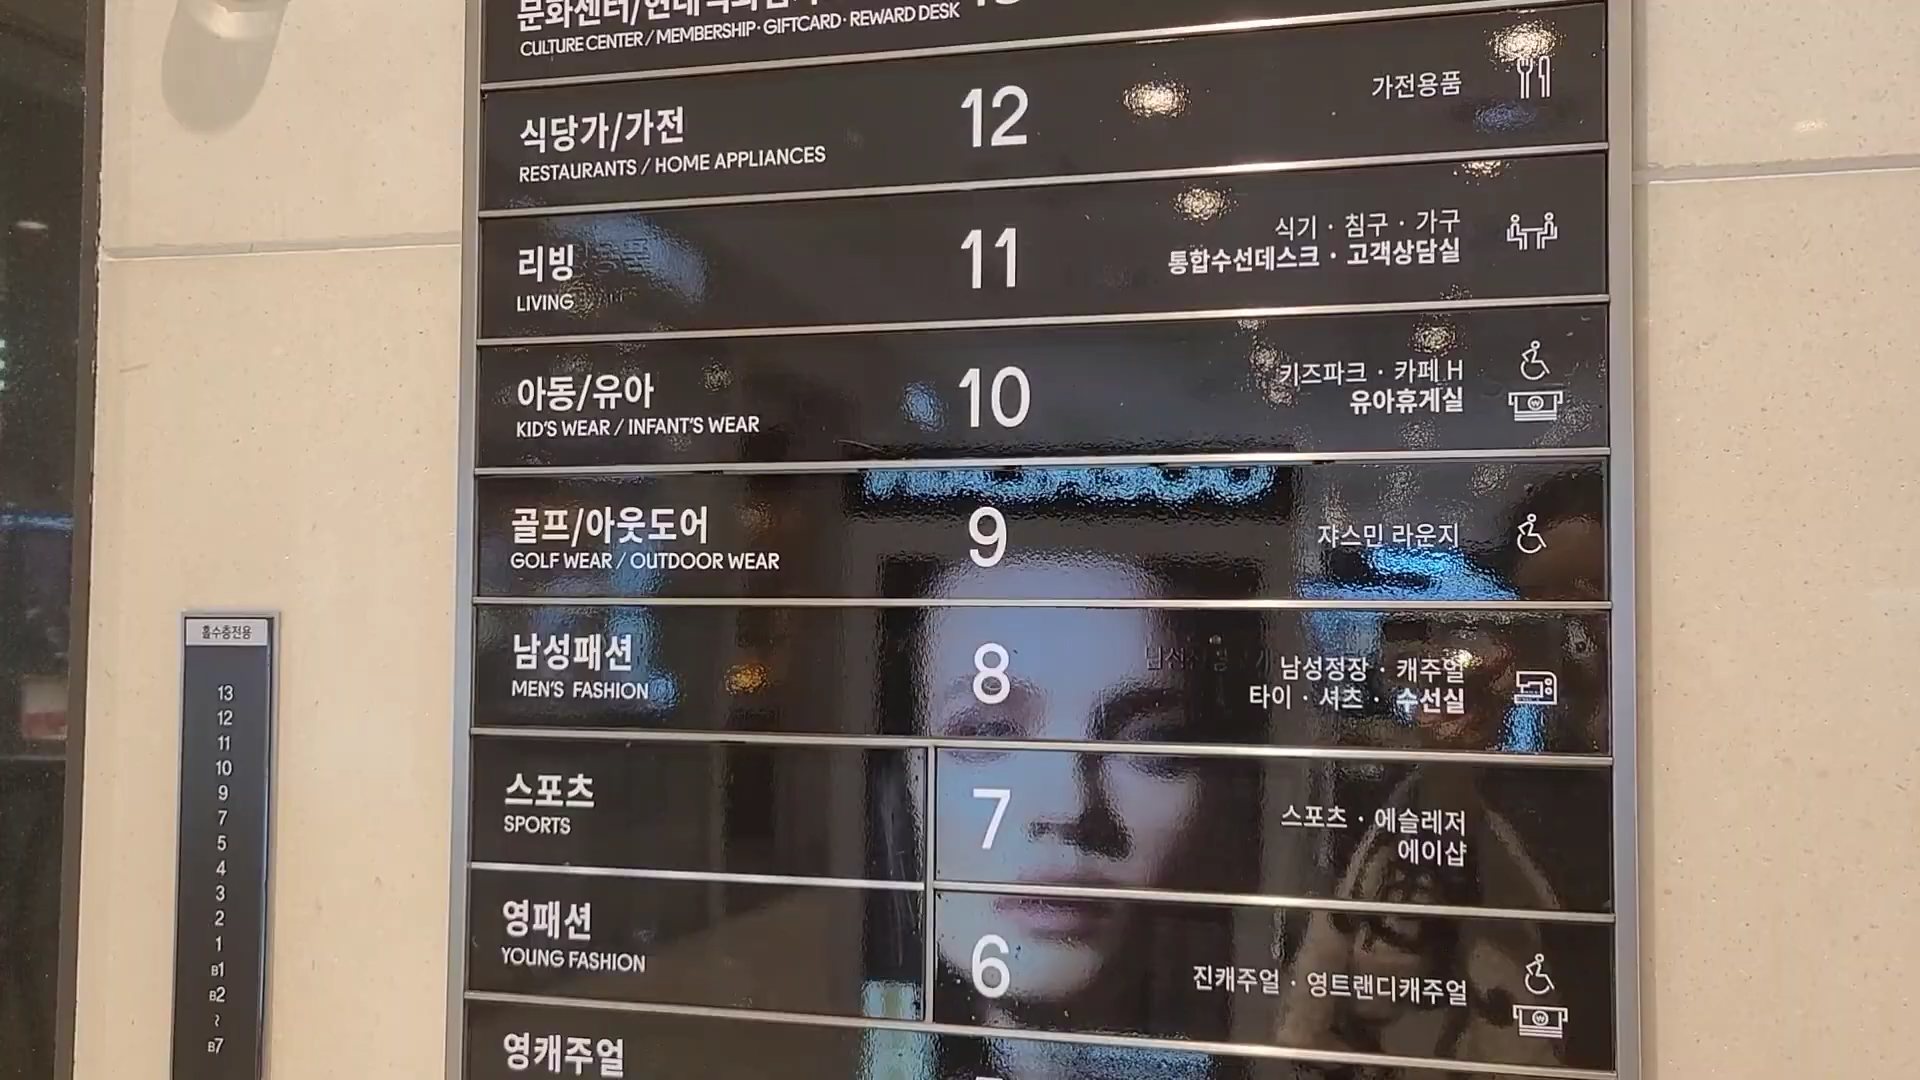 문화센터/현대
CULTURE CENTER / MEMBERSHIP · GIFTCARD · REWARD DESK
식당가/가전
RESTAURANTS / HOME APPLIANCES
12
가전용품
리빙
LIVING
11
식기 · 침구 · 가구
통합수선데스크 · 고객상담실
아동/유아
KID'S WEAR / INFANT'S WEAR
10
키즈파크 · 카페 H
유아휴게실
골프/아웃도어
GOLF WEAR / OUTDOOR WEAR
9
쟈스민 라운지
남성패션
MEN'S FASHION
8
남성정장 · 캐주얼
타이 · 셔츠 · 수선실
스포츠
SPORTS
7
스포츠 · 에슬레저
에이샵
영패션
YOUNG FASHION
6
진캐주얼 · 영트랜디캐주얼
영캐주얼
홀수층전용
13
12
11
10
9
7
5
4
3
2
1
B1
B2
~
B7